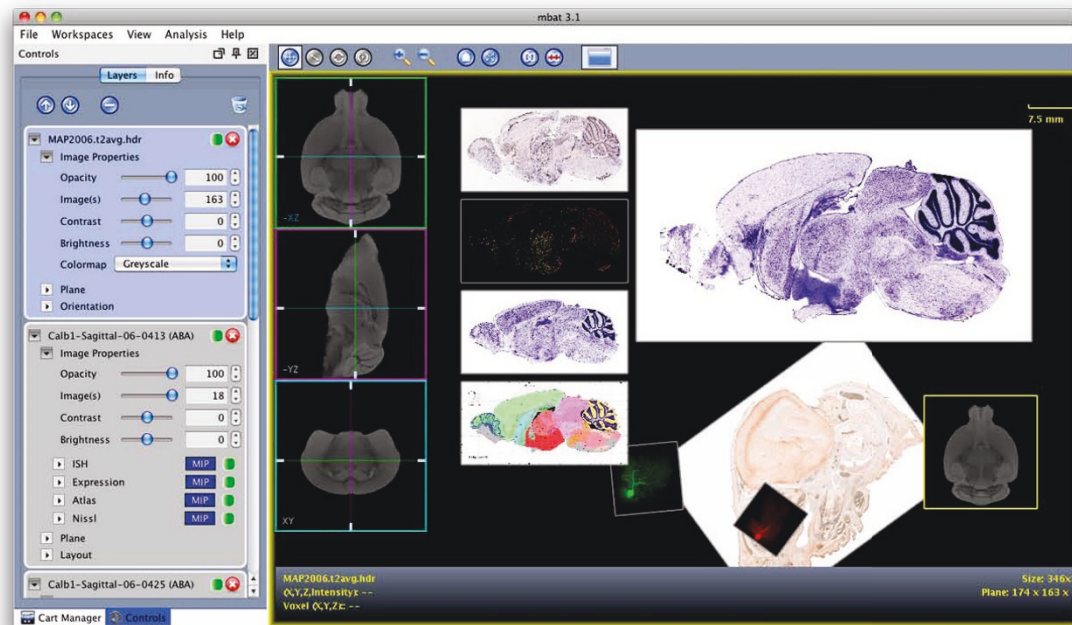 mbat 3.1
File Workspaces View Analysis Help
Controls
Layers Info
MAP2006.t2avg.hdr
Image Properties
Opacity 100
Image(s) 163
Contrast 0
Brightness 0
Colormap Greyscale
Plane
Orientation
Calb1-Sagittal-06-0413 (ABA)
Image Properties
Opacity 100
Image(s) 18
Contrast 0
Brightness 0
ISH MIP
Expression MIP
Atlas MIP
Nissl MIP
Plane
Layout
Calb1-Sagittal-06-0425 (ABA)
Cart Manager Controls
-XZ
-YZ
XY
7.5 mm
MAP2006.t2avg.hdr
(X,Y,Z,Intensity): --
Voxel (X,Y,Z): --
Size: 346x
Plane: 174 x 163 x